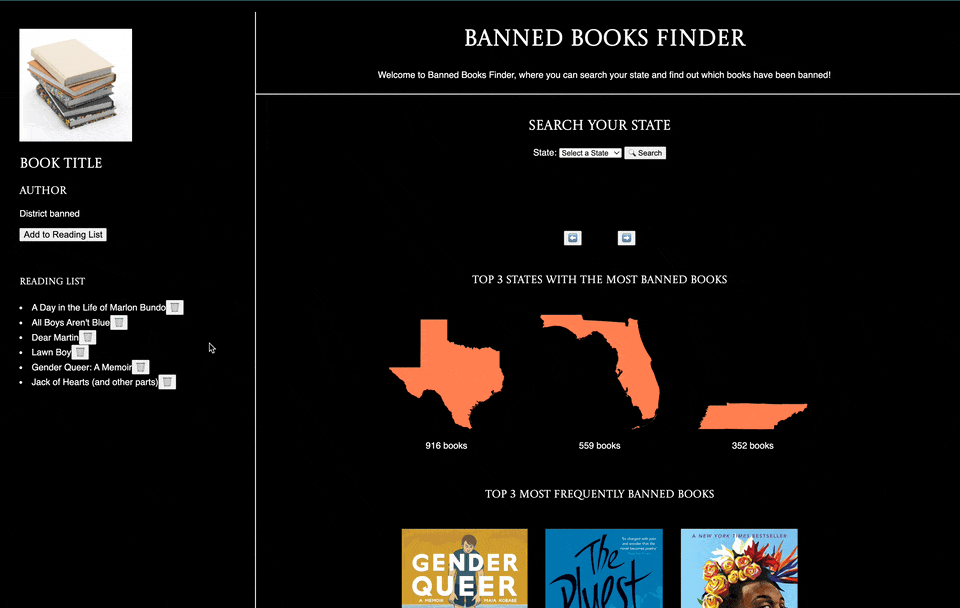 BANNED BOOKS FINDER
Welcome to Banned Books Finder, where you can search your state and find out which books have been banned!
BOOK TITLE
AUTHOR
District banned
Add to Reading List
READING LIST
A Day in the Life of Marlon Bundo
All Boys Aren't Blue
Dear Martin
Lawn Boy
Gender Queer: A Memoir
Jack of Hearts (and other parts)
SEARCH YOUR STATE
State: Select a State Search
TOP 3 STATES WITH THE MOST BANNED BOOKS
916 books
559 books
352 books
TOP 3 MOST FREQUENTLY BANNED BOOKS
GENDER
QUEER
A MEMOIR MAIA KOBABE
The
Bluest
A NEW YORK TIMES BESTSELLER